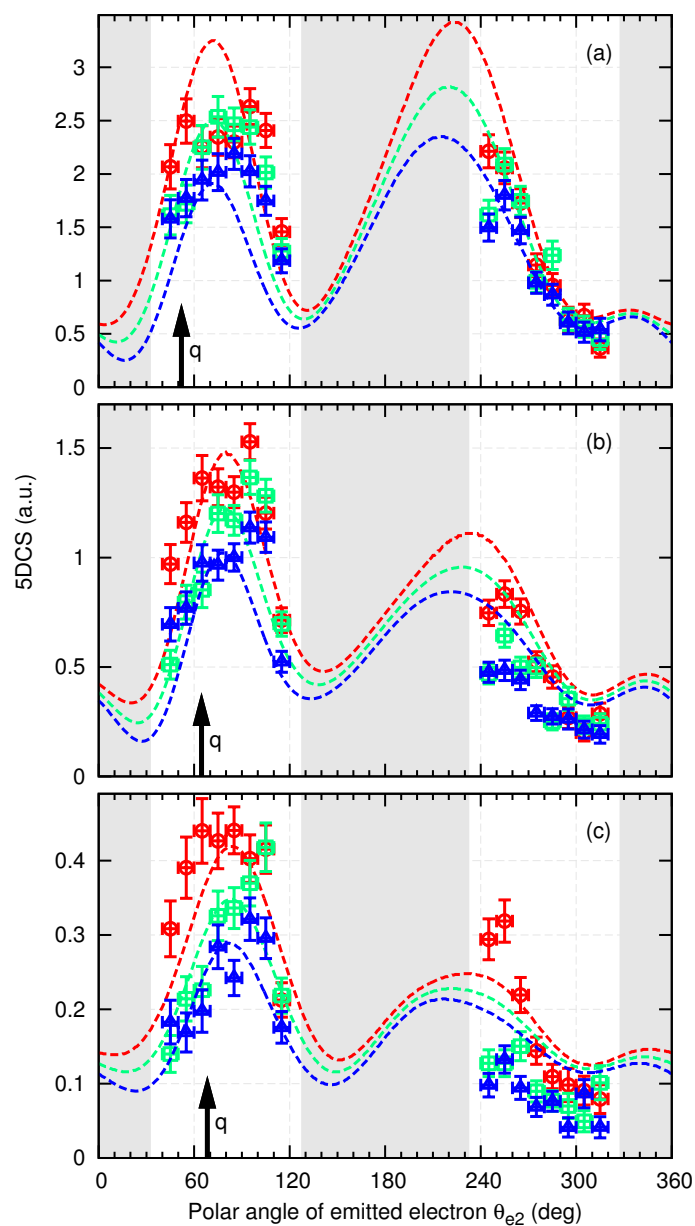 (a)
3
2.5
2
1.5
1
0.5
0
q
(b)
1.5
1
0.5
0
q
5DCS (a.u.)
(c)
0.4
0.3
0.2
0.1
0
q
0 60 120 180 240 300 360
Polar angle of emitted electron θe2 (deg)